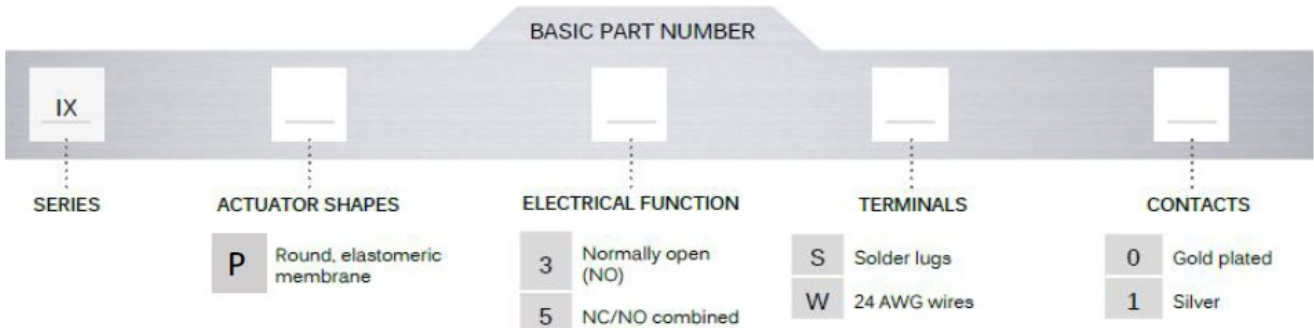 BASIC PART NUMBER
IX
SERIES
ACTUATOR SHAPES
P Round, elastomeric
membrane
ELECTRICAL FUNCTION
3 Normally open
(NO)
5 NC/NO combined
TERMINALS
S Solder lugs
W 24 AWG wires
CONTACTS
0 Gold plated
1 Silver